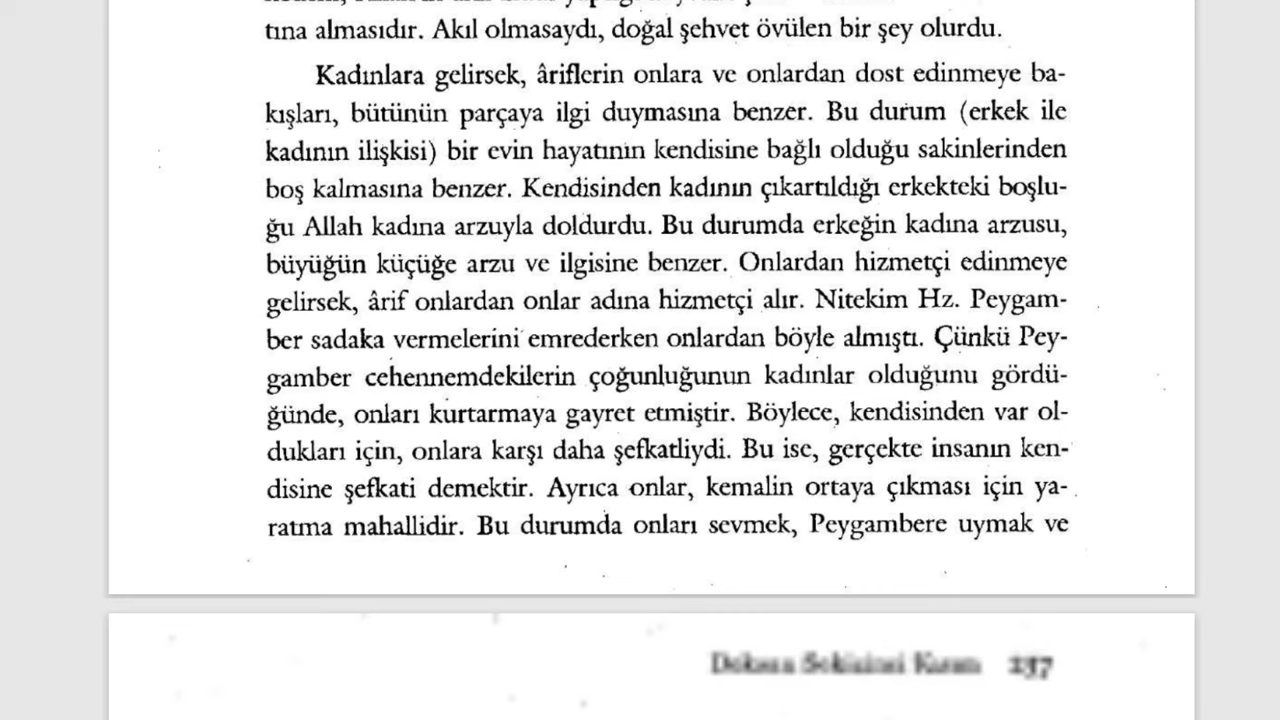 tına almasıdır. Akıl olmasaydı, doğal şehvet övülen bir şey olurdu.
Kadınlara gelirsek, âriflerin onlara ve onlardan dost edinmeye ba-
kışları, bütünün parçaya ilgi duymasına benzer. Bu durum (erkek ile
kadının ilişkisi) bir evin hayatının kendisine bağlı olduğu sakinlerinden
boş kalmasına benzer. Kendisinden kadının çıkartıldığı erkekteki boşlu-
ğu Allah kadına arzuyla doldurdu. Bu durumda erkeğin kadına arzusu,
büyüğün küçüğe arzu ve ilgisine benzer. Onlardan hizmetçi edinmeye
gelirsek, ârif onlardan onlar adına hizmetçi alır. Nitekim Hz. Peygam-
ber sadaka vermelerini emrederken onlardan böyle almıştı. Çünkü Pey-
gamber cehennemdekilerin çoğunluğunun kadınlar olduğunu gördü-
ğünde, onları kurtarmaya gayret etmiştir. Böylece, kendisinden var ol-
dukları için, onlara karşı daha şefkatliydi. Bu ise, gerçekte insanın ken-
disine şefkati demektir. Ayrıca onlar, kemalin ortaya çıkması için ya-
ratma mahallidir. Bu durumda onları sevmek, Peygambere uymak ve
237